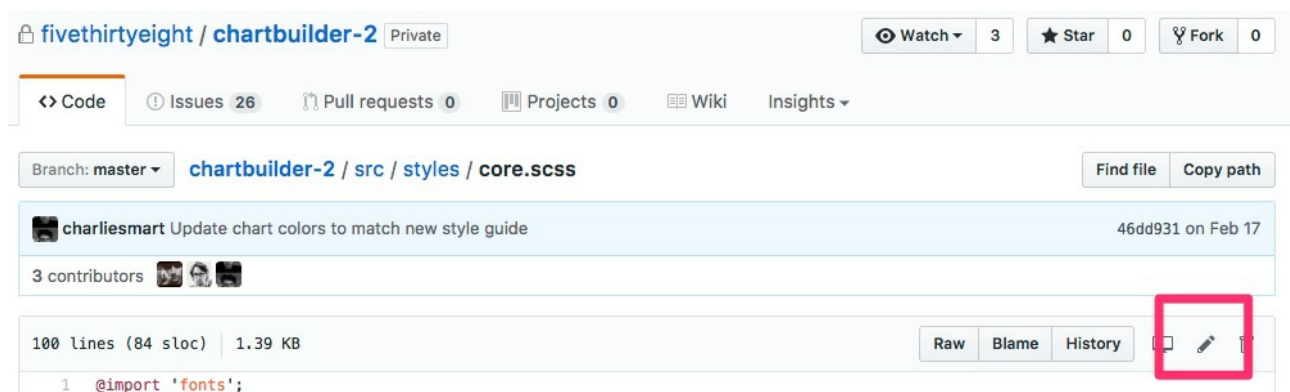 fivethirtyeight / chartbuilder-2 Private Watch 3 Star 0 Fork 0
<> Code Issues 26 Pull requests 0 Projects 0 Wiki Insights
Branch: master chartbuilder-2 / src / styles / core.scss Find file Copy path
charliesmart Update chart colors to match new style guide 46dd931 on Feb 17
3 contributors
100 lines (84 sloc) 1.39 KB Raw Blame History
1 @import 'fonts';